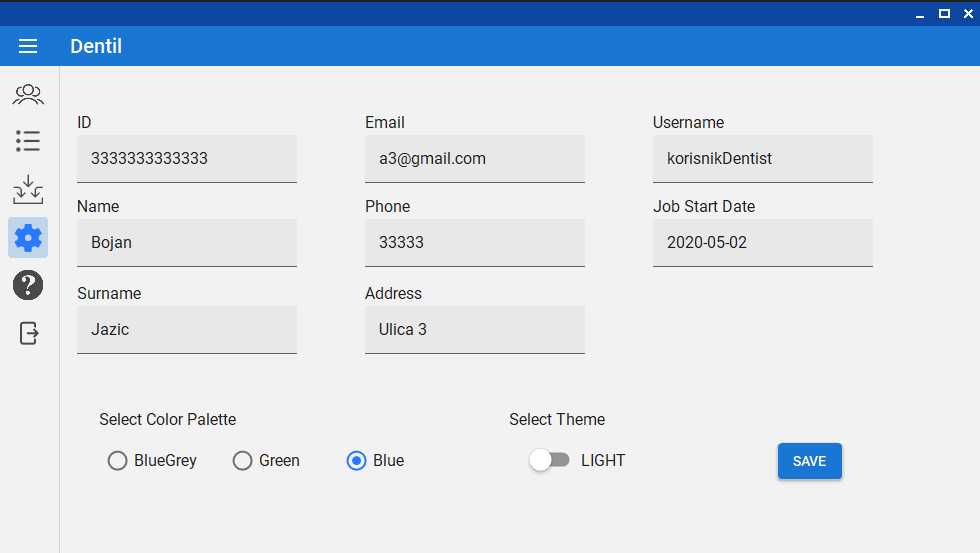 Dentil
ID Email Username
3333333333333 a3@gmail.com korisnikDentist
Name Phone Job Start Date
Bojan 33333 2020-05-02
Surname Address
Jazic Ulica 3
Select Color Palette Select Theme
BlueGrey Green Blue LIGHT SAVE